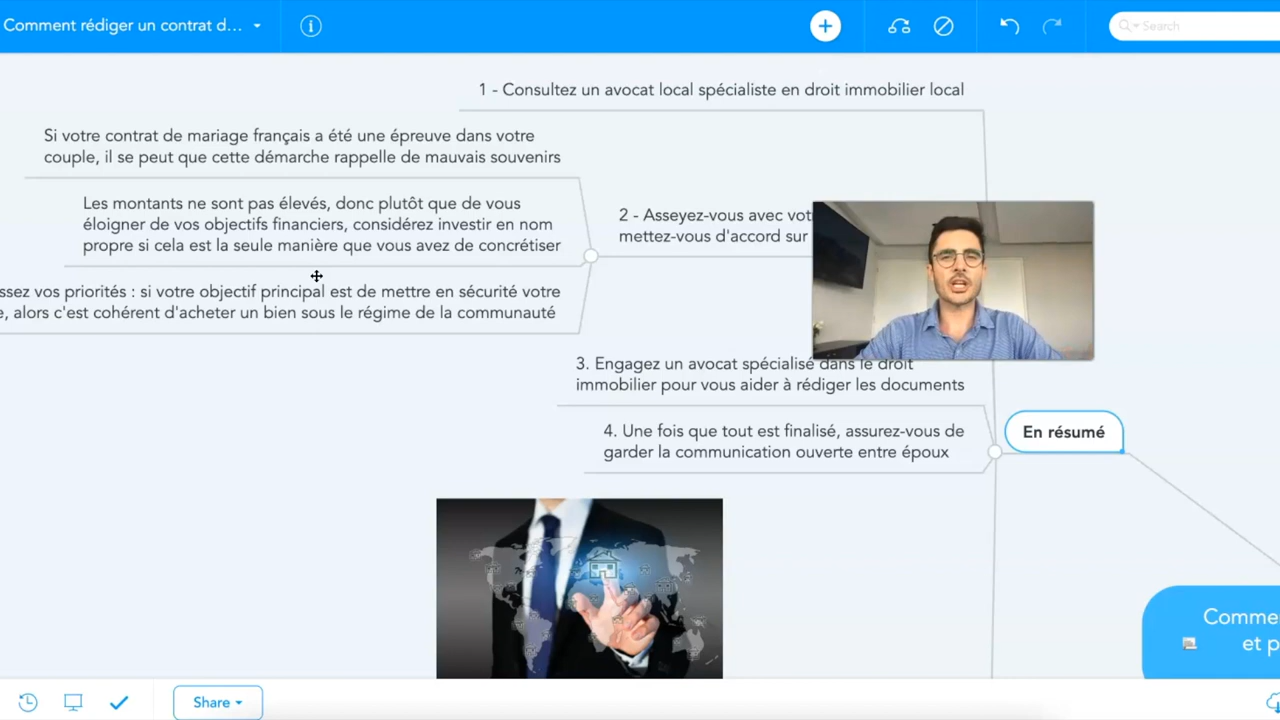 Comment rédiger un contrat d...
Search
1 - Consultez un avocat local spécialiste en droit immobilier local
Si votre contrat de mariage français a été une épreuve dans votre
couple, il se peut que cette démarche rappelle de mauvais souvenirs
Les montants ne sont pas élevés, donc plutôt que de vous
éloigner de vos objectifs financiers, considérez investir en nom
propre si cela est la seule manière que vous avez de concrétiser
2 - Asseyez-vous avec
mettez-vous d'accord sur
ssez vos priorités : si votre objectif principal est de mettre en sécurité votre
e, alors c'est cohérent d'acheter un bien sous le régime de la communauté
3. Engagez un avocat spécialisé dans le droit
immobilier pour vous aider à rédiger les documents
4. Une fois que tout est finalisé, assurez-vous de
garder la communication ouverte entre époux
En résumé
Comme
et p
Share